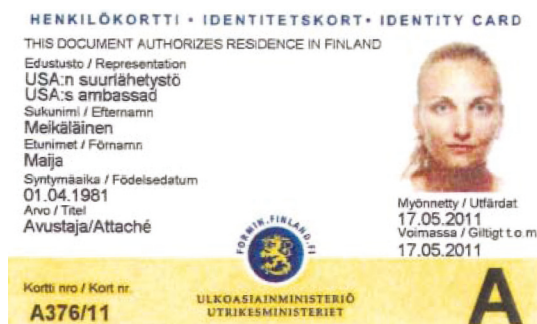 HENKILÖKORTTI • IDENTITETSKORT • IDENTITY CARD
THIS DOCUMENT AUTHORIZES RESIDENCE IN FINLAND
Edustusto / Representation
USA:n suurlähetystö
USA:s ambassad
Sukunimi / Efternamn
Meikäläinen
Etunimet / Förnamn
Maija
Syntymäaika / Födelsedatum
01.04.1981
Arvo / Titel
Avustaja/Attaché
Myönnetty / Utfärdat
17.05.2011
Voimassa / Giltigt t.o.m
17.05.2011
FORMIN.FINLAND.FI
Kortti nro / Kort nr.
A376/11
ULKOASIAINMINISTERIÖ
UTRIKESMINISTERIET
A